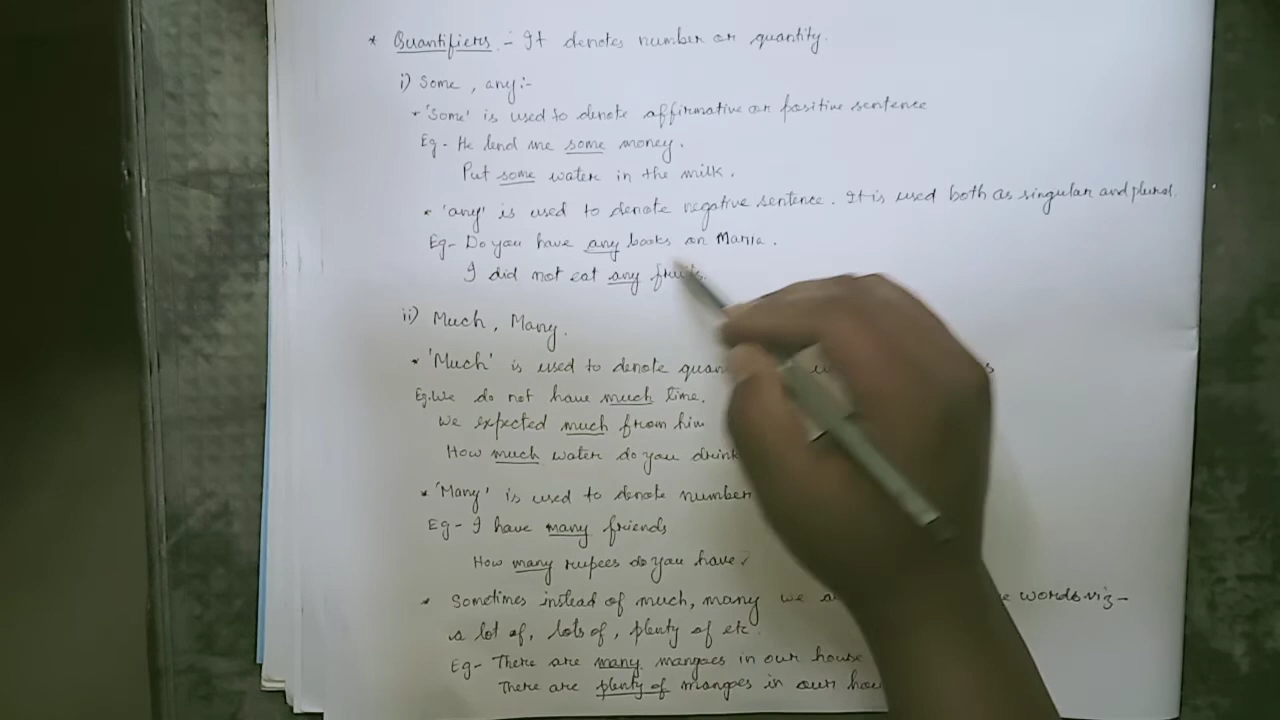 * Quantifiers :- It denotes number or quantity.
i) Some, any:-
* 'Some' is used to denote affirmative or positive sentence
Eg- He lend me some money.
Put some water in the milk.
* 'any' is used to denote negative sentence. It is used both as singular and plural.
Eg- Do you have any books on Maria.
I did not eat any fruits.
ii) Much, Many.
* 'Much' is used to denote
Eg. We do not have much time.
We expected much from him
How much water do you drink
* 'Many' is used to denote number
Eg- I have many friends
How many rupees do you have?
* Sometimes instead of much, many we words viz-
a lot of, lots of, plenty of etc.
Eg- There are many mangoes in our house
There are plenty of mangoes in our